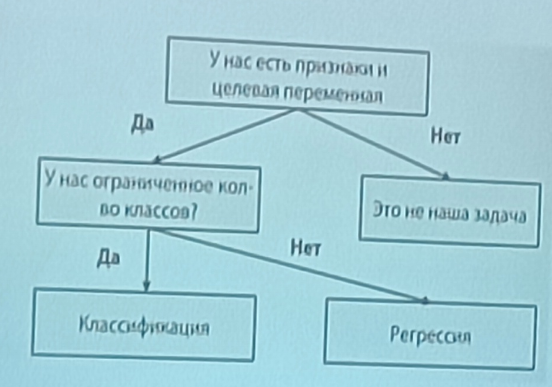 У нас есть признаки и
целевая переменная
Да
Нет
У нас ограниченное кол-
во классов?
Это не наша задача
Да
Нет
Классификация
Регрессия